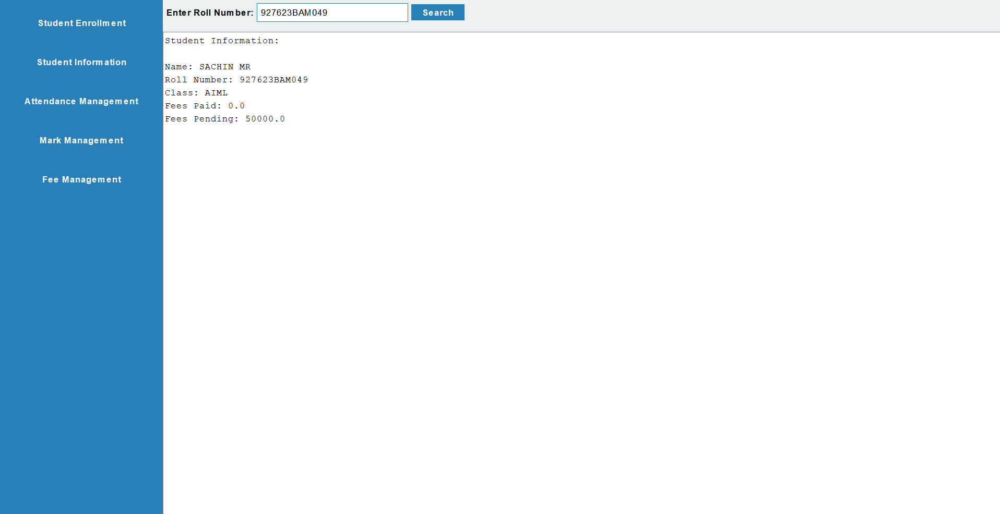 Student Enrollment
Student Information
Attendance Management
Mark Management
Fee Management
Enter Roll Number: 927623BAM049 Search
Student Information:
Name: SACHIN MR
Roll Number: 927623BAM049
Class: AIML
Fees Paid: 0.0
Fees Pending: 50000.0